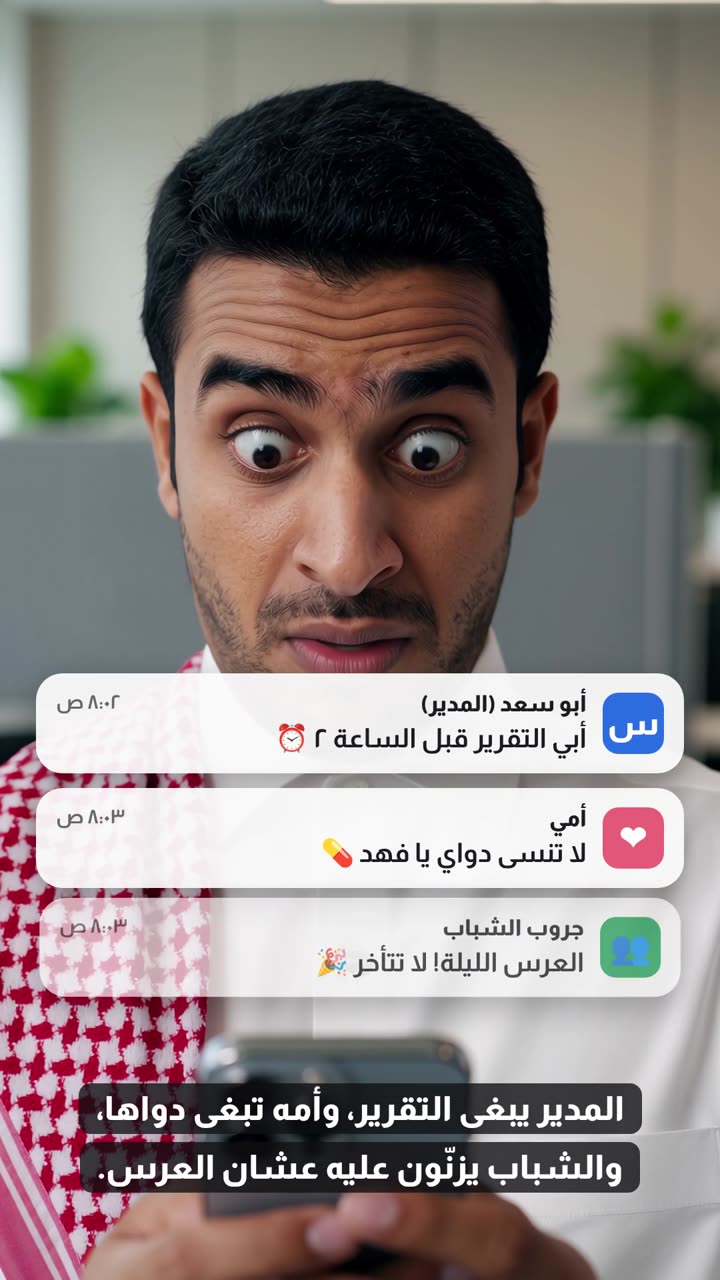 أبو سعد (المدير)
٨:٠٢ ص
أبي التقرير قبل الساعة ٢ ⏰
س
أمي
٨:٠٣ ص
لا تنسى دواي يا فهد 💊
جروب الشباب
٨:٠٣ ص
العرس الليلة! لا تتأخر 🎉
المدير يبغى التقرير، وأمه تبغى دواها،
والشباب يزنّون عليه عشان العرس.